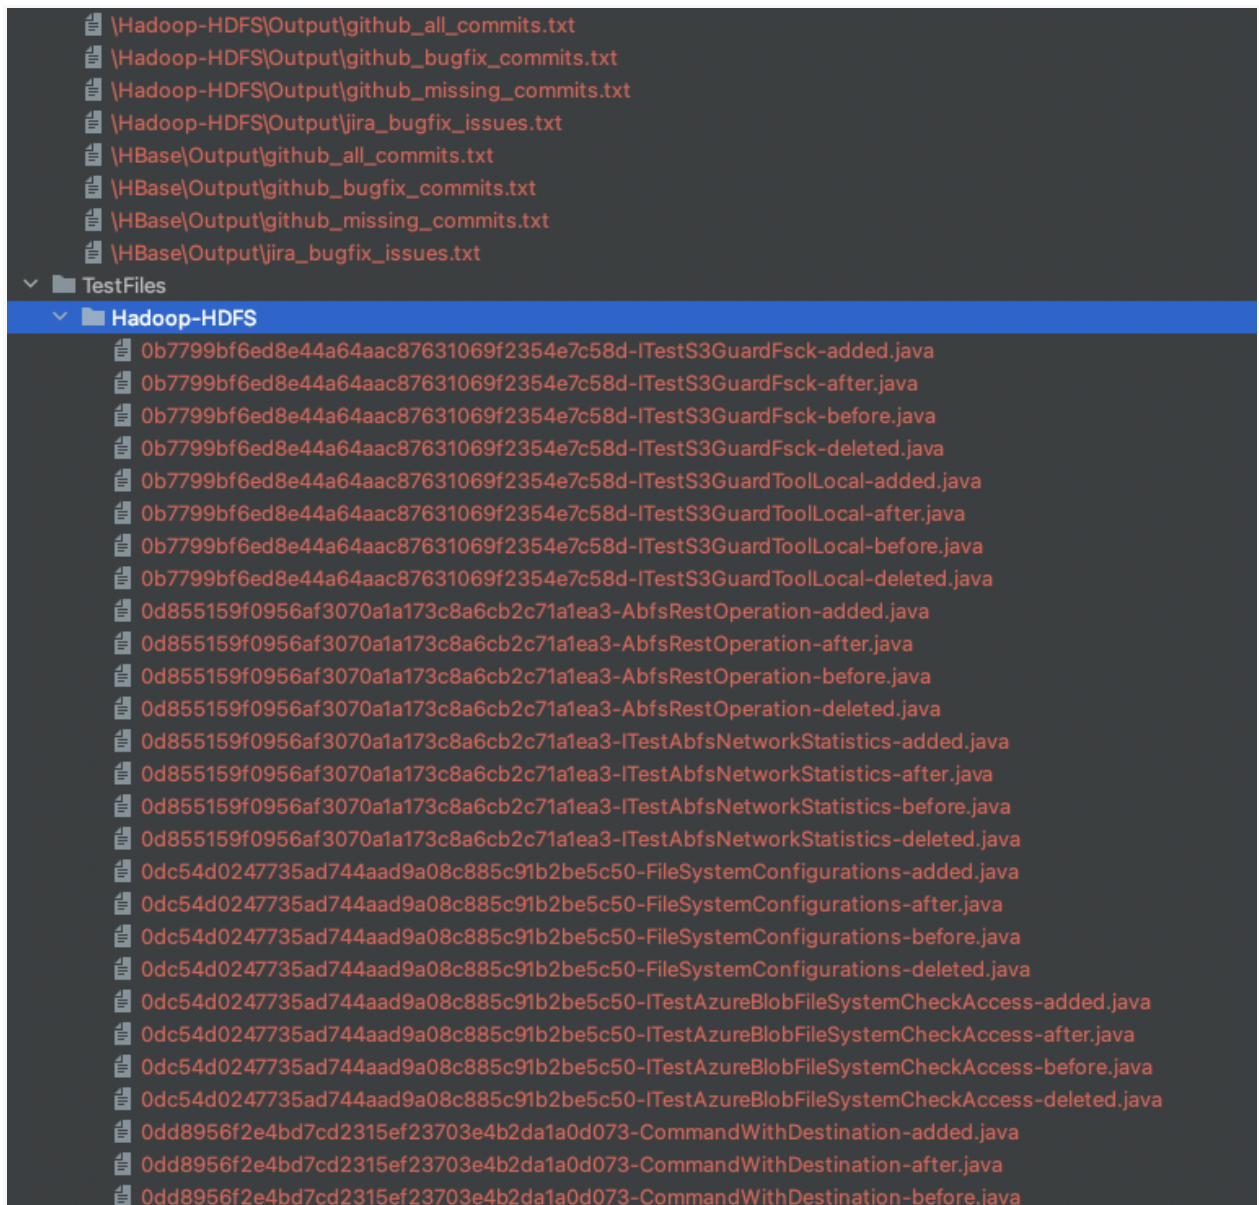 \Hadoop-HDFS\Output\github_all_commits.txt
\Hadoop-HDFS\Output\github_bugfix_commits.txt
\Hadoop-HDFS\Output\github_missing_commits.txt
\Hadoop-HDFS\Output\jira_bugfix_issues.txt
\HBase\Output\github_all_commits.txt
\HBase\Output\github_bugfix_commits.txt
\HBase\Output\github_missing_commits.txt
\HBase\Output\jira_bugfix_issues.txt
TestFiles
Hadoop-HDFS
0b7799bf6ed8e44a64aac87631069f2354e7c58d-ITestS3GuardFsck-added.java
0b7799bf6ed8e44a64aac87631069f2354e7c58d-ITestS3GuardFsck-after.java
0b7799bf6ed8e44a64aac87631069f2354e7c58d-ITestS3GuardFsck-before.java
0b7799bf6ed8e44a64aac87631069f2354e7c58d-ITestS3GuardFsck-deleted.java
0b7799bf6ed8e44a64aac87631069f2354e7c58d-ITestS3GuardToolLocal-added.java
0b7799bf6ed8e44a64aac87631069f2354e7c58d-ITestS3GuardToolLocal-after.java
0b7799bf6ed8e44a64aac87631069f2354e7c58d-ITestS3GuardToolLocal-before.java
0b7799bf6ed8e44a64aac87631069f2354e7c58d-ITestS3GuardToolLocal-deleted.java
0d855159f0956af3070a1a173c8a6cb2c71a1ea3-AbfsRestOperation-added.java
0d855159f0956af3070a1a173c8a6cb2c71a1ea3-AbfsRestOperation-after.java
0d855159f0956af3070a1a173c8a6cb2c71a1ea3-AbfsRestOperation-before.java
0d855159f0956af3070a1a173c8a6cb2c71a1ea3-AbfsRestOperation-deleted.java
0d855159f0956af3070a1a173c8a6cb2c71a1ea3-ITestAbfsNetworkStatistics-added.java
0d855159f0956af3070a1a173c8a6cb2c71a1ea3-ITestAbfsNetworkStatistics-after.java
0d855159f0956af3070a1a173c8a6cb2c71a1ea3-ITestAbfsNetworkStatistics-before.java
0d855159f0956af3070a1a173c8a6cb2c71a1ea3-ITestAbfsNetworkStatistics-deleted.java
0dc54d0247735ad744aad9a08c885c91b2be5c50-FileSystemConfigurations-added.java
0dc54d0247735ad744aad9a08c885c91b2be5c50-FileSystemConfigurations-after.java
0dc54d0247735ad744aad9a08c885c91b2be5c50-FileSystemConfigurations-before.java
0dc54d0247735ad744aad9a08c885c91b2be5c50-FileSystemConfigurations-deleted.java
0dc54d0247735ad744aad9a08c885c91b2be5c50-ITestAzureBlobFileSystemCheckAccess-added.java
0dc54d0247735ad744aad9a08c885c91b2be5c50-ITestAzureBlobFileSystemCheckAccess-after.java
0dc54d0247735ad744aad9a08c885c91b2be5c50-ITestAzureBlobFileSystemCheckAccess-before.java
0dc54d0247735ad744aad9a08c885c91b2be5c50-ITestAzureBlobFileSystemCheckAccess-deleted.java
0dd8956f2e4bd7cd2315ef23703e4b2da1a0d073-CommandWithDestination-added.java
0dd8956f2e4bd7cd2315ef23703e4b2da1a0d073-CommandWithDestination-after.java
0dd8956f2e4bd7cd2315ef23703e4b2da1a0d073-CommandWithDestination-before.java